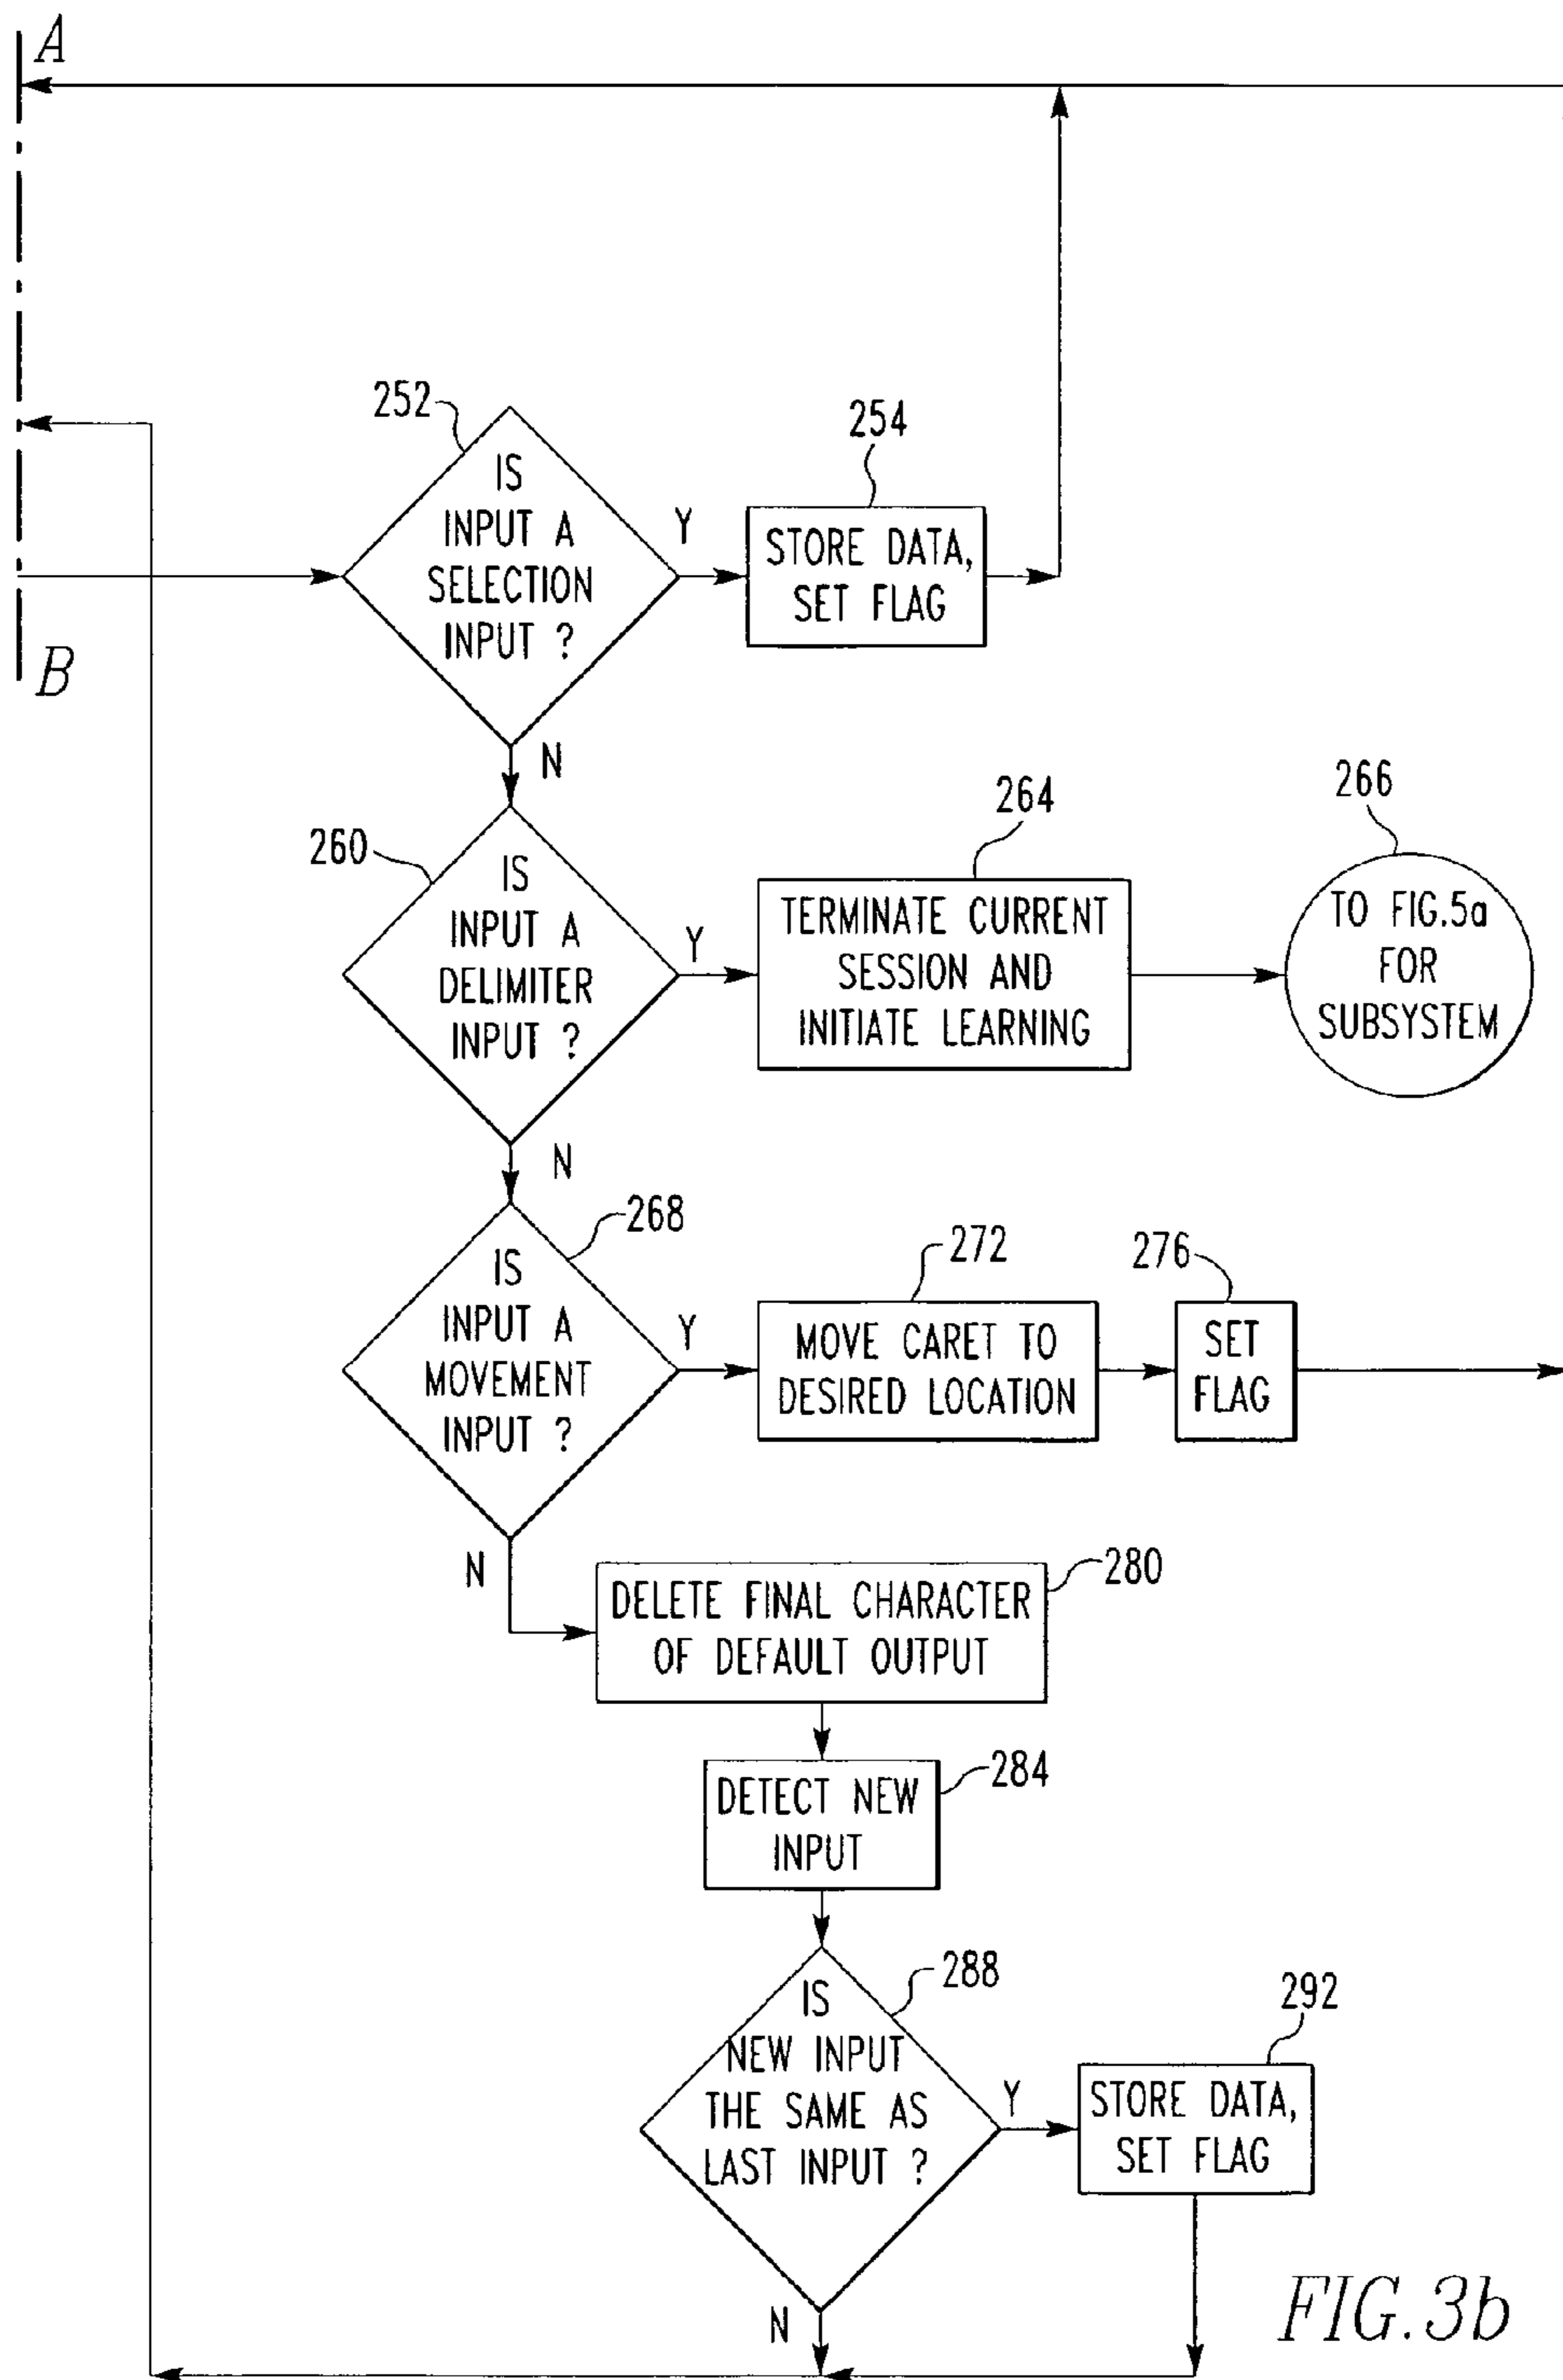 A
252
IS
INPUT A
SELECTION
INPUT ?
Y
254
STORE DATA,
SET FLAG
B
N
260
IS
INPUT A
DELIMITER
INPUT ?
Y
264
TERMINATE CURRENT
SESSION AND
INITIATE LEARNING
266
TO FIG.5a
FOR
SUBSYSTEM
N
268
IS
INPUT A
MOVEMENT
INPUT ?
Y
272
MOVE CARET TO
DESIRED LOCATION
276
SET
FLAG
N
280
DELETE FINAL CHARACTER
OF DEFAULT OUTPUT
284
DETECT NEW
INPUT
288
IS
NEW INPUT
THE SAME AS
LAST INPUT ?
Y
292
STORE DATA,
SET FLAG
N
FIG.3b